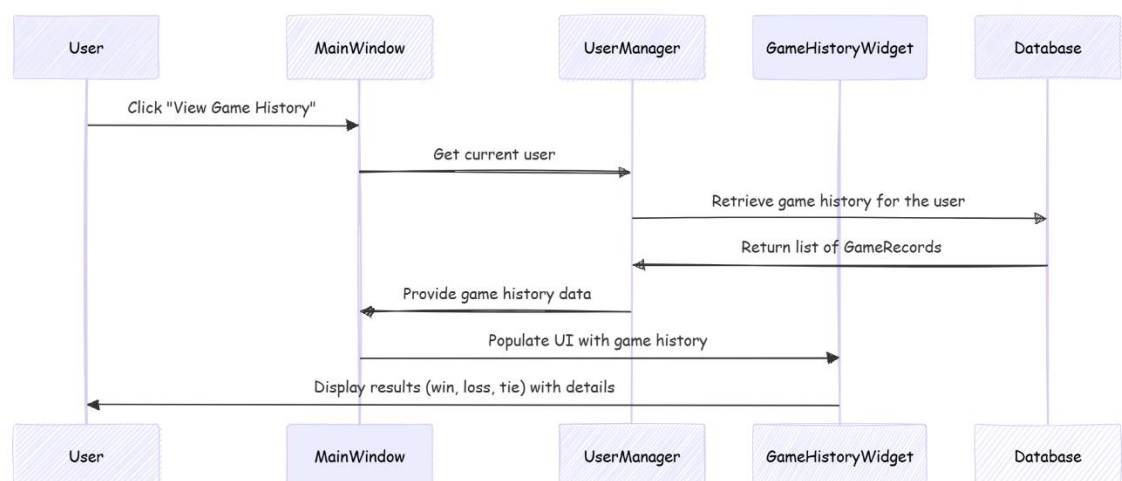 User
MainWindow
UserManager
GameHistoryWidget
Database
Click "View Game History"
Get current user
Retrieve game history for the user
Return list of GameRecords
Provide game history data
Populate UI with game history
Display results (win, loss, tie) with details
User
MainWindow
UserManager
GameHistoryWidget
Database